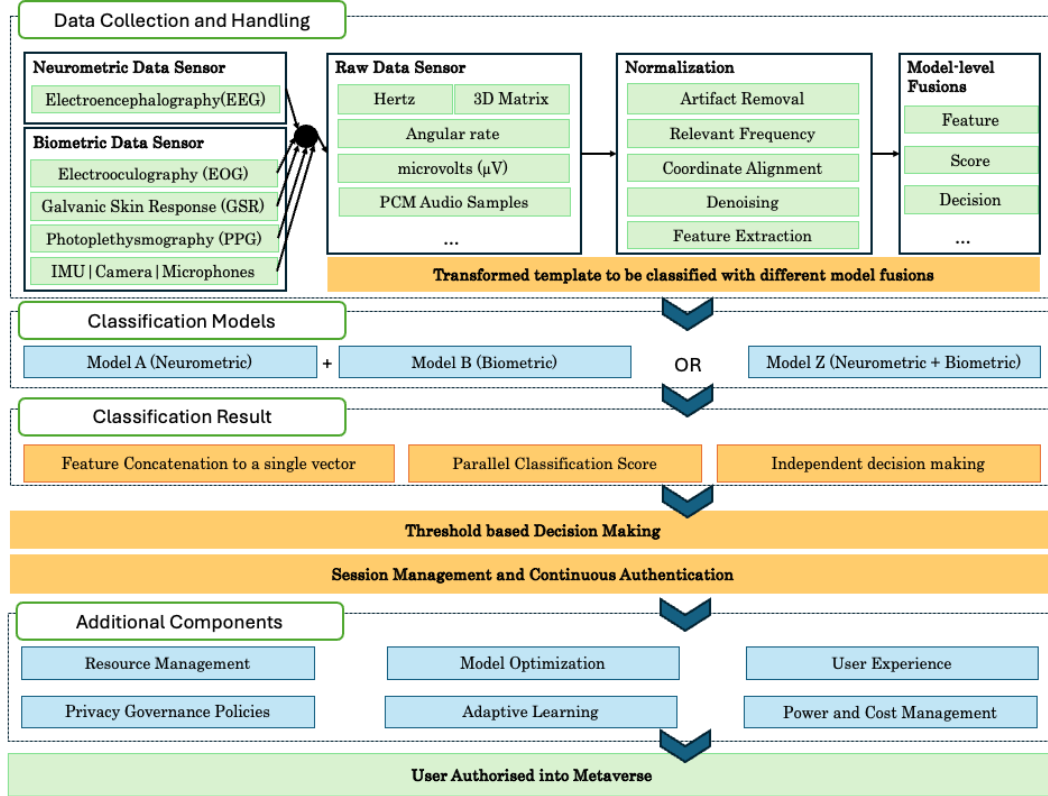 Data Collection and Handling
Neurometric Data Sensor
Electroencephalography(EEG)
Biometric Data Sensor
Electrooculography (EOG)
Galvanic Skin Response (GSR)
Photoplethysmography (PPG)
IMU|Camera|Microphones
Raw Data Sensor
Hertz
3D Matrix
Angular rate
microvolts (µV)
PCM Audio Samples
...
Normalization
Artifact Removal
Relevant Frequency
Coordinate Alignment
Denoising
Feature Extraction
Model-level
Fusions
Feature
Score
Decision
...
Transformed template to be classified with different model fusions
Classification Models
Model A (Neurometric)
+
Model B (Biometric)
OR
Model Z (Neurometric + Biometric)
Classification Result
Feature Concatenation to a single vector
Parallel Classification Score
Independent decision making
Threshold based Decision Making
Session Management and Continuous Authentication
Additional Components
Resource Management
Model Optimization
User Experience
Privacy Governance Policies
Adaptive Learning
Power and Cost Management
User Authorised into Metaverse